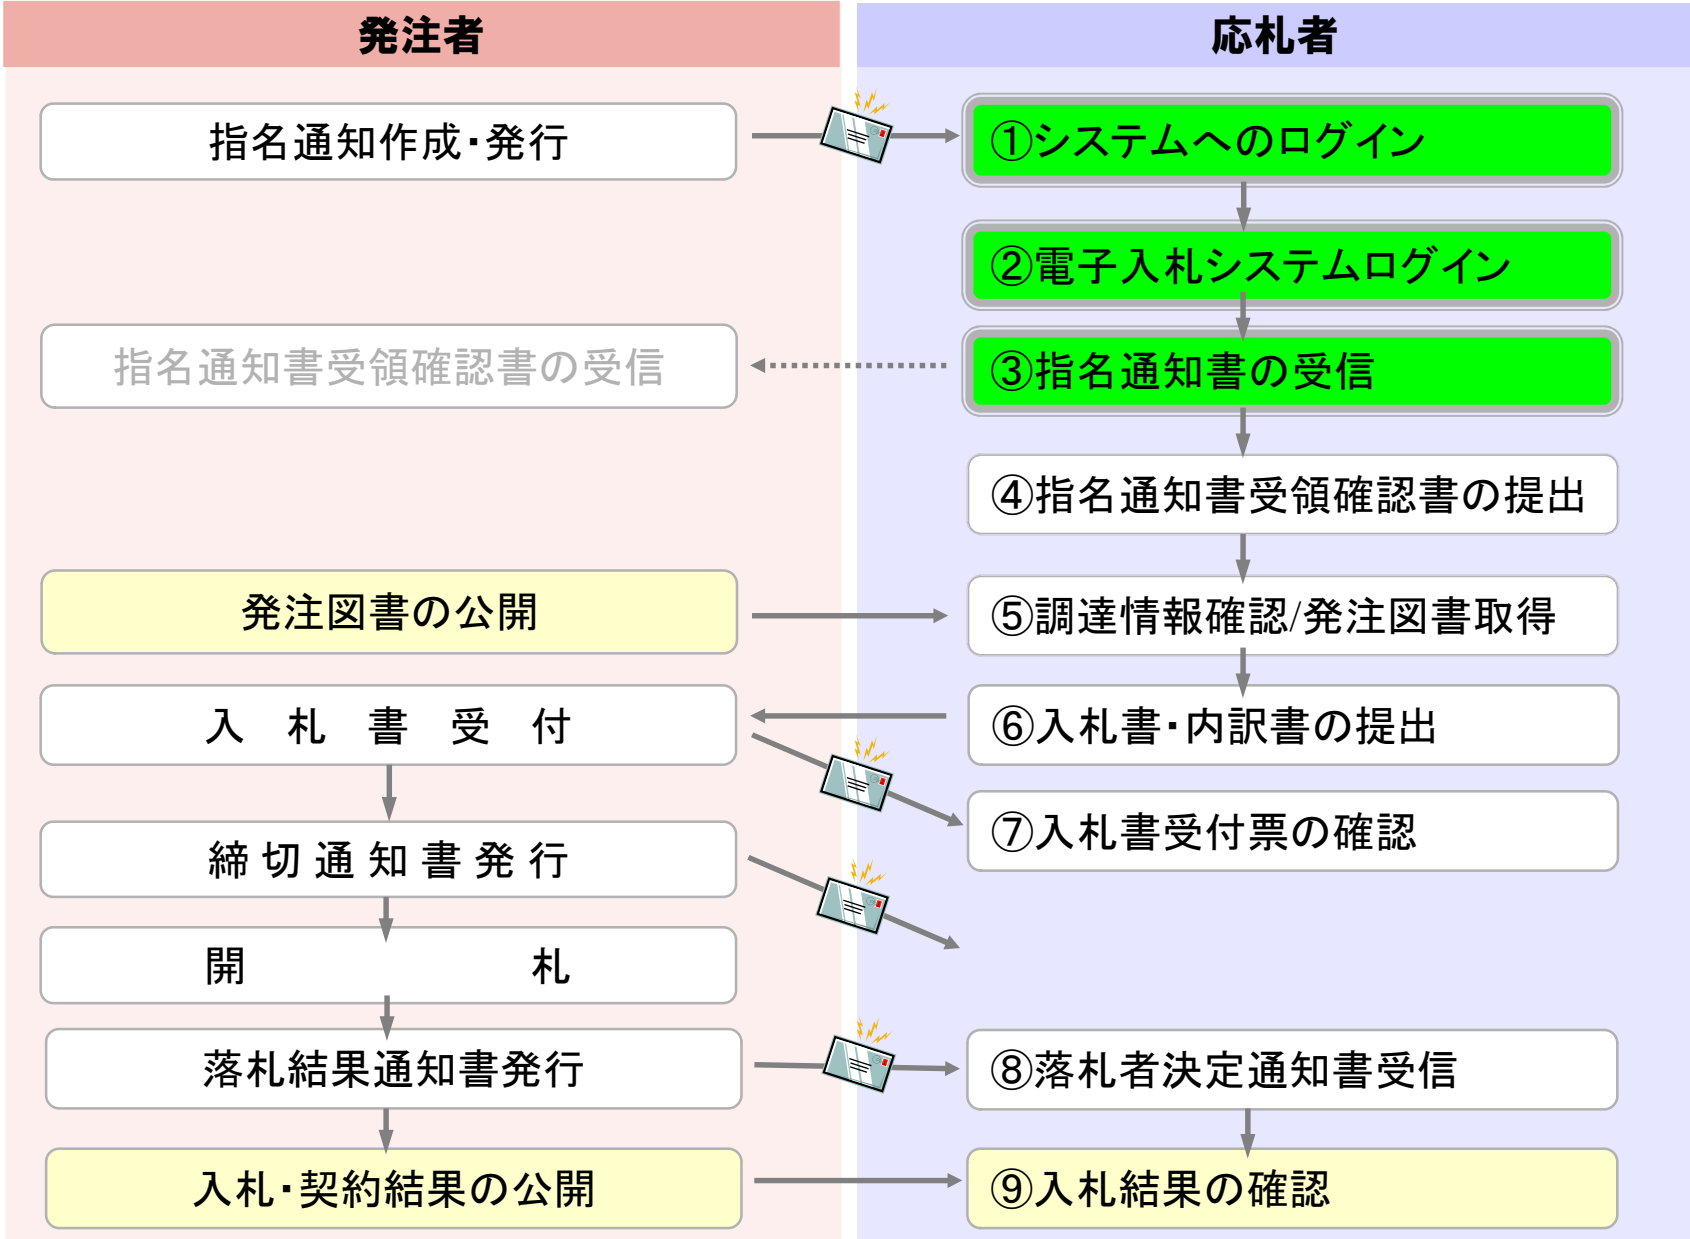 発注者
応札者
指名通知作成・発行
①システムへのログイン
②電子入札システムログイン
指名通知書受領確認書の受信
③指名通知書の受信
④指名通知書受領確認書の提出
発注図書の公開
⑤調達情報確認/発注図書取得
入札書受付
⑥入札書・内訳書の提出
⑦入札書受付票の確認
締切通知書発行
開札
落札結果通知書発行
⑧落札者決定通知書受信
入札・契約結果の公開
⑨入札結果の確認